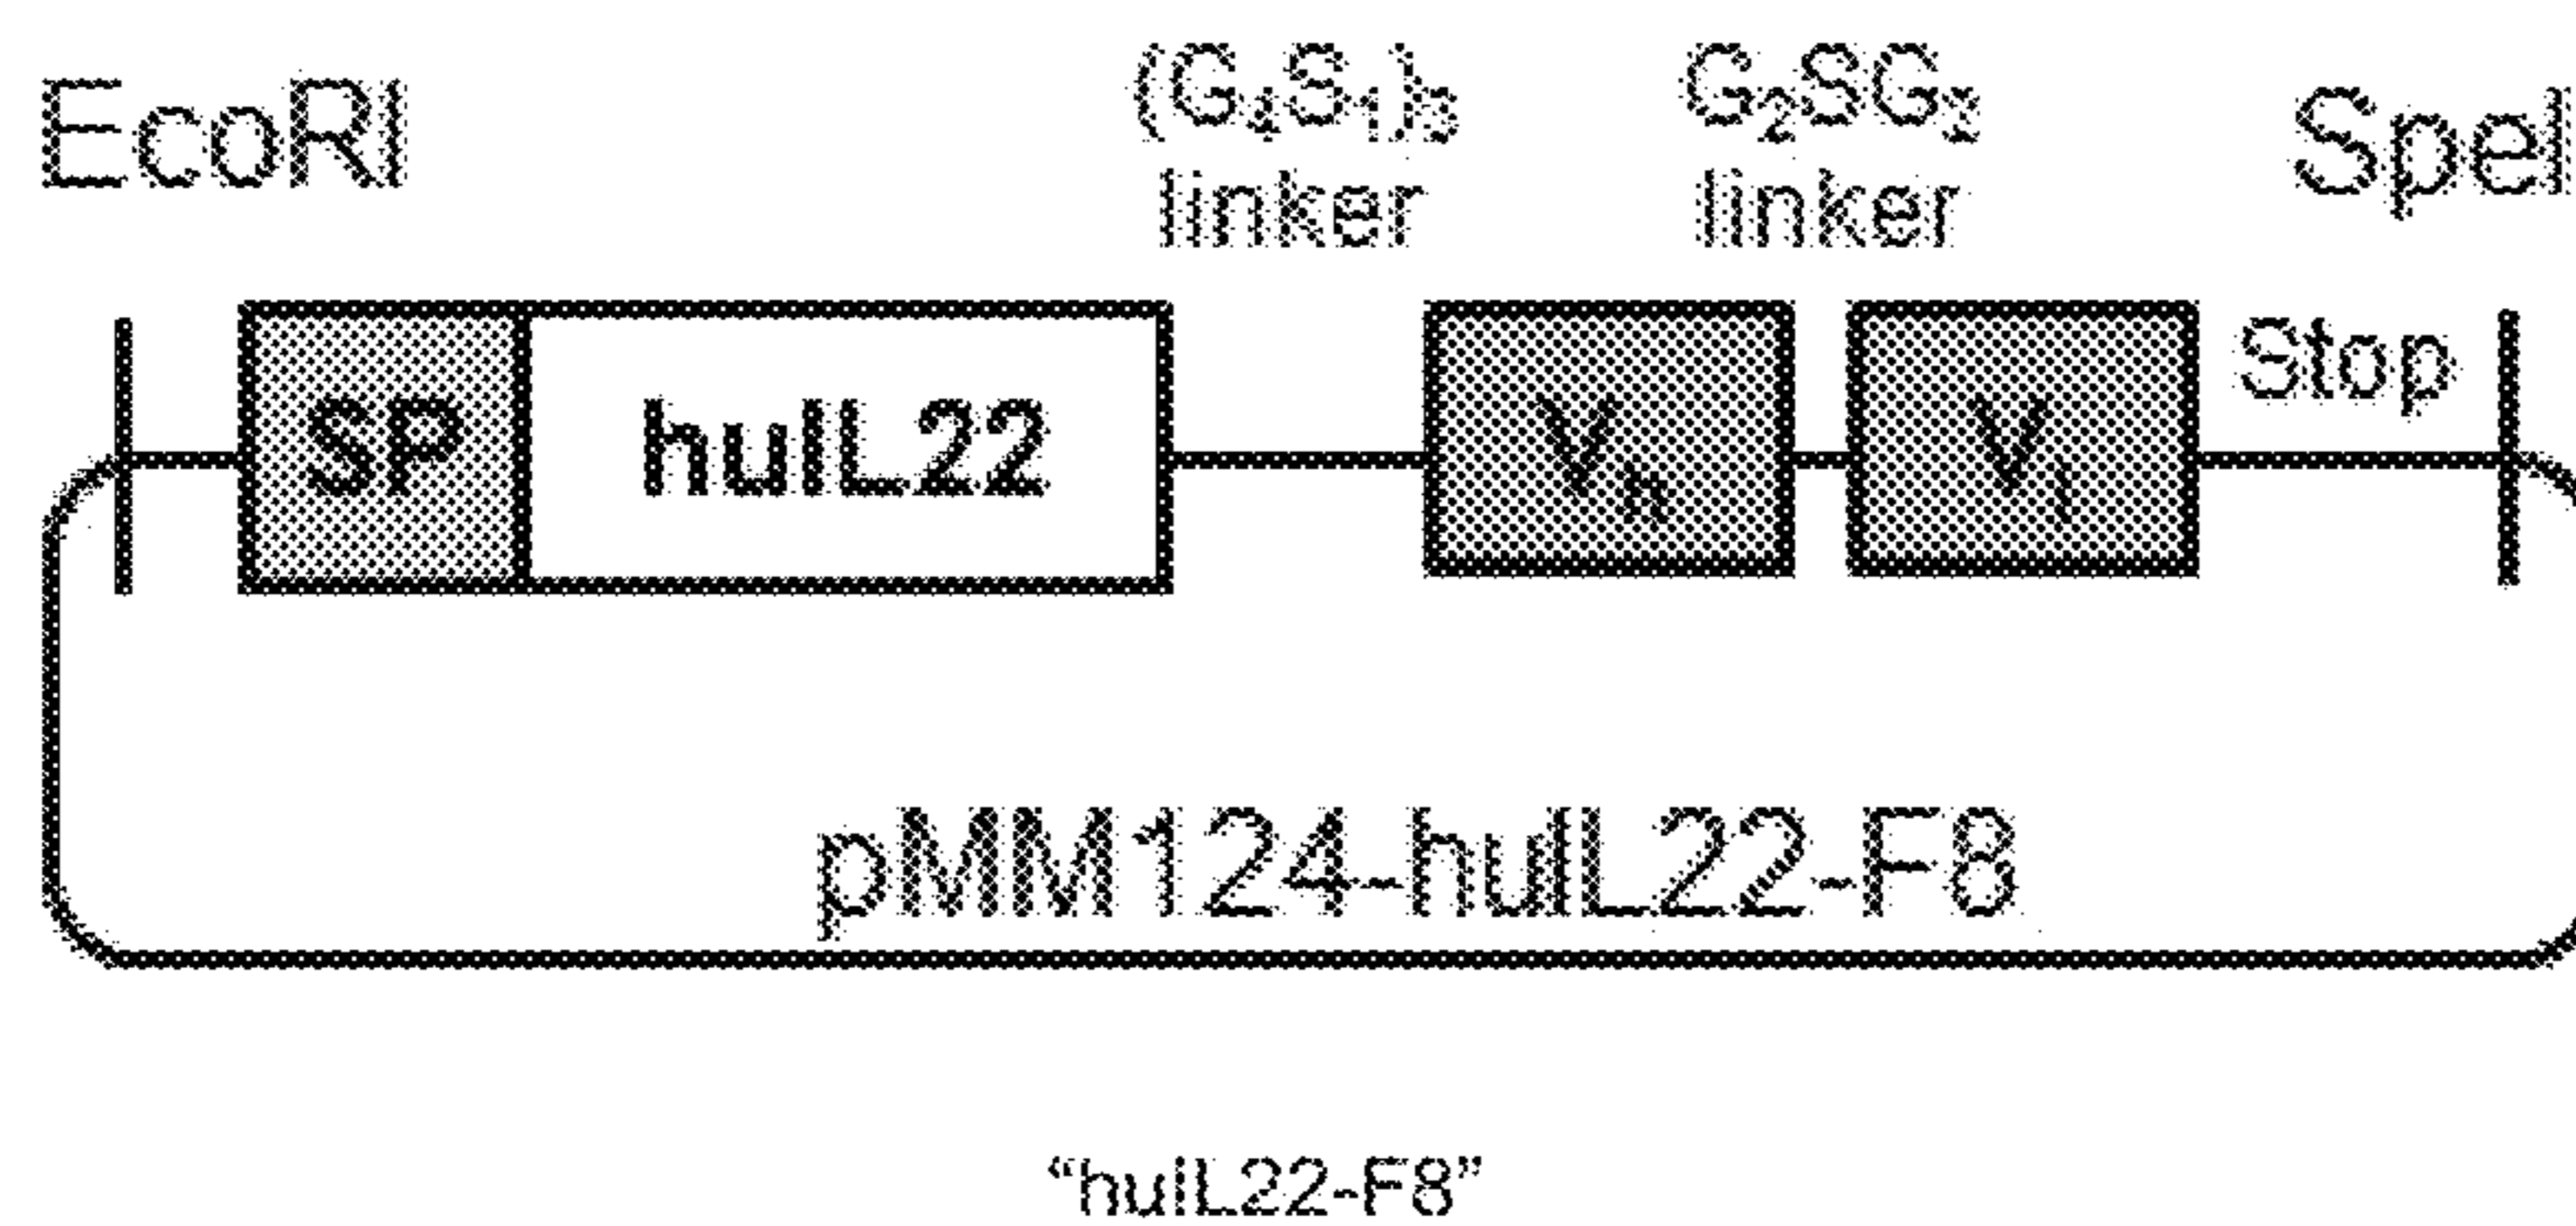 EcoRI
(G₄S₁)₃
linker
G₂SG₂
linker
SpeI
SP
huIL22
Vₕ
Vₗ
Stop
pMM124-huIL22-F8
“huIL22-F8”